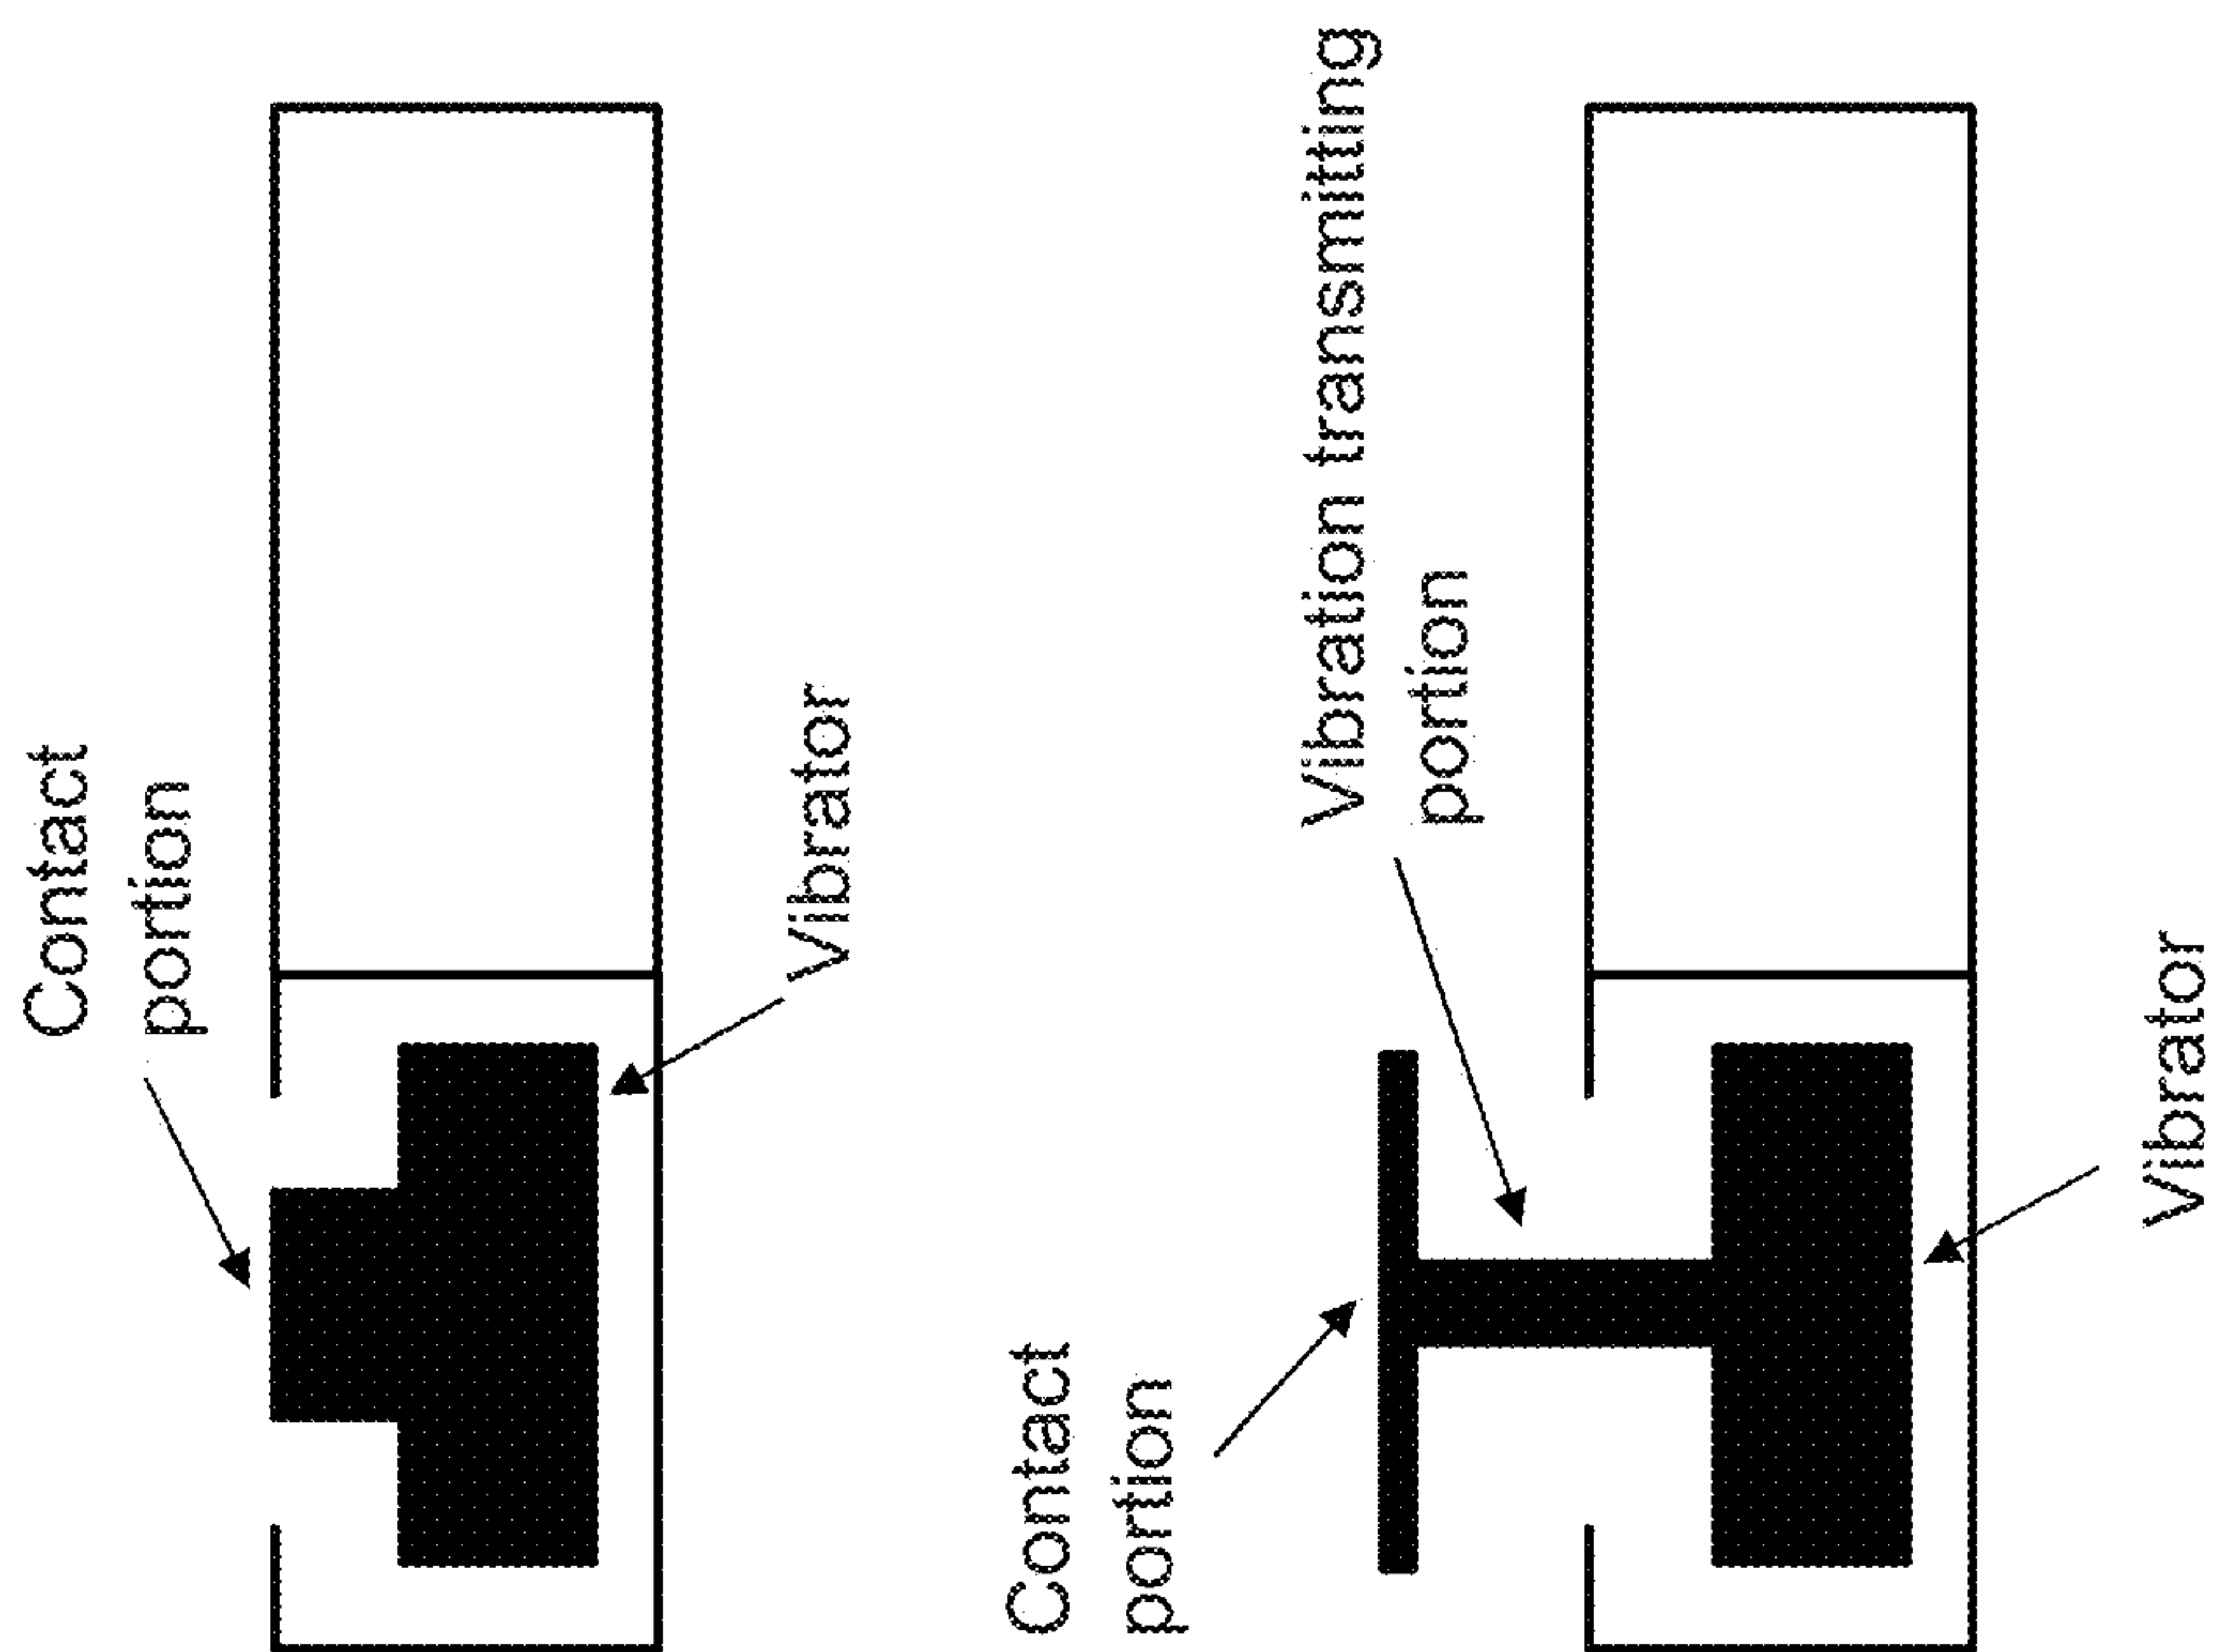 Contact
portion
Vibrator
Contact
portion
Vibration transmitting
portion
Vibrator